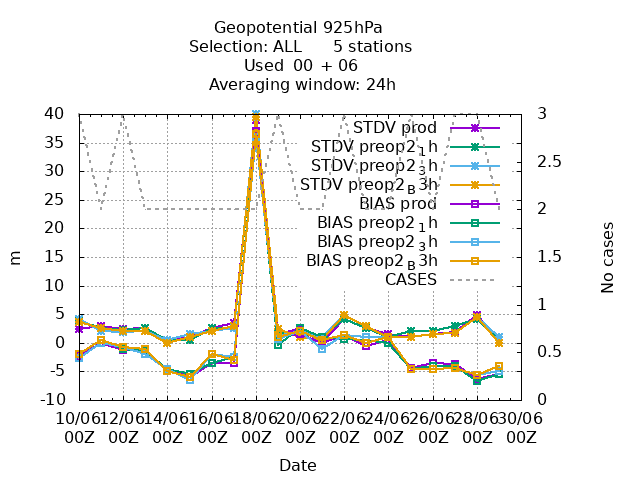 Geopotential 925hPa
Selection: ALL 5 stations
Used 00 + 06
Averaging window: 24h
40
35
30
25
20
15
10
5
0
-5
-10
m
3
2.5
2
1.5
1
0.5
0
No cases
STDV prod
STDV preop2_1h
STDV preop2_3h
STDV preop2_B3h
BIAS prod
BIAS preop2_1h
BIAS preop2_3h
BIAS preop2_B3h
CASES
10/06 12/06 14/06 16/06 18/06 20/06 22/06 24/06 26/06 28/06 30/06
00Z 00Z 00Z 00Z 00Z 00Z 00Z 00Z 00Z 00Z 00Z
Date